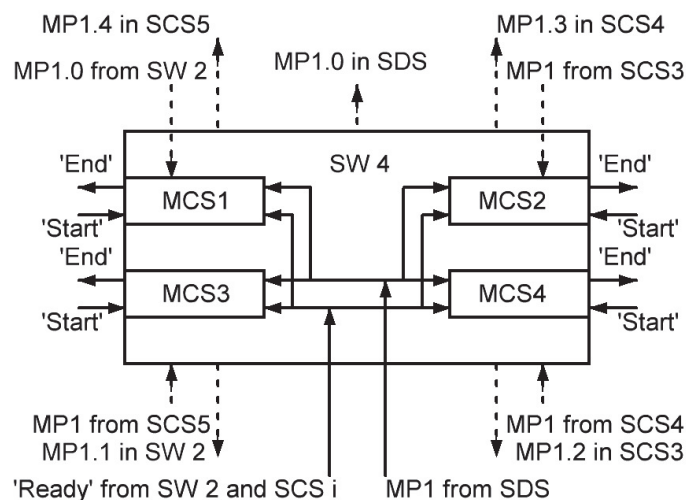 MP1.4 in SCS5
MP1.3 in SCS4
MP1.0 from SW 2
MP1.0 in SDS
MP1 from SCS3
SW 4
'End'
'End'
MCS1
MCS2
'Start'
'Start'
'End'
'End'
MCS3
MCS4
'Start'
'Start'
MP1 from SCS5
MP1 from SCS4
MP1.1 in SW 2
MP1.2 in SCS3
'Ready' from SW 2 and SCS i
MP1 from SDS